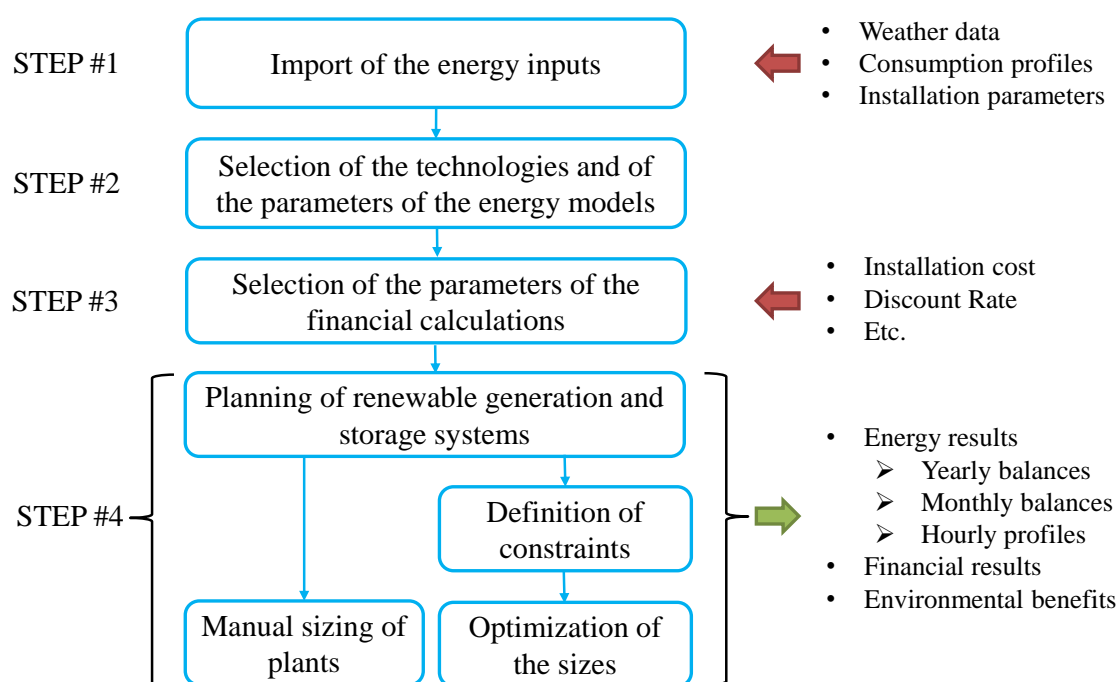 STEP #1
Import of the energy inputs
• Weather data
• Consumption profiles
• Installation parameters
STEP #2
Selection of the technologies and of
the parameters of the energy models
STEP #3
Selection of the parameters of the
financial calculations
• Installation cost
• Discount Rate
• Etc.
STEP #4
Planning of renewable generation and
storage systems
Definition of
constraints
Manual sizing of
plants
Optimization of
the sizes
• Energy results
➢ Yearly balances
➢ Monthly balances
➢ Hourly profiles
• Financial results
• Environmental benefits